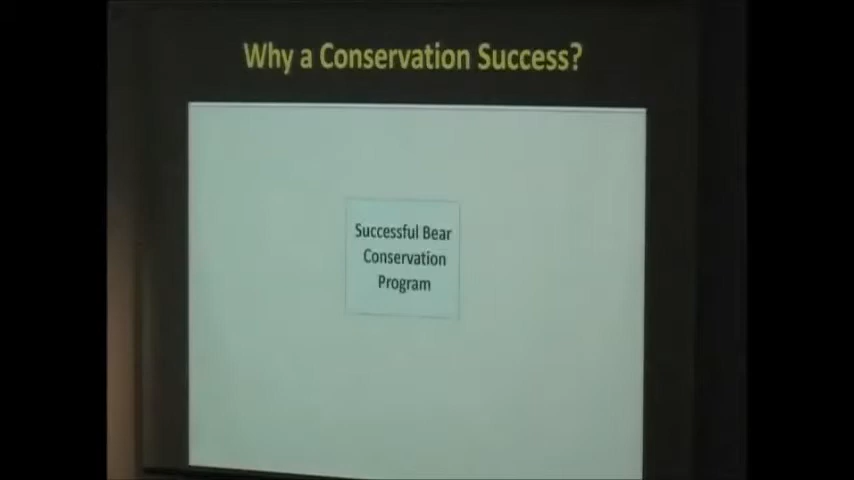 Why a Conservation Success?
Successful Bear
Conservation
Program